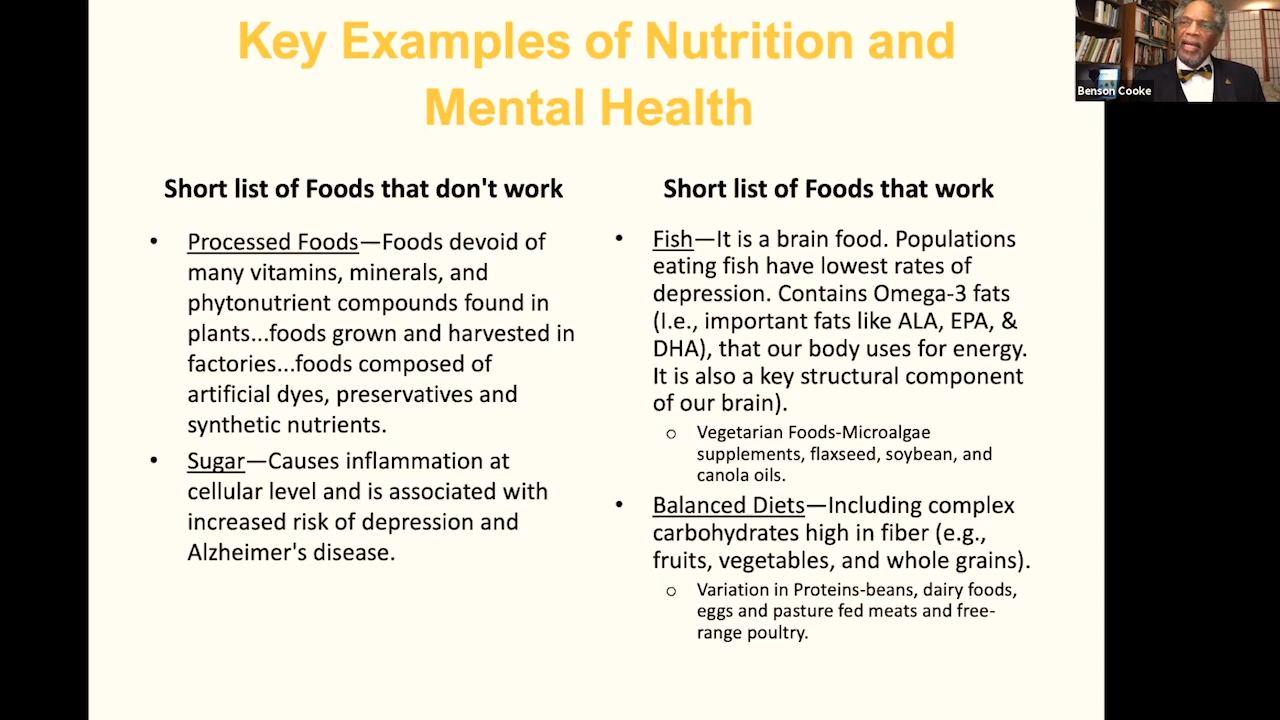 Key Examples of Nutrition and
Mental Health
Benson Cooke
Short list of Foods that don't work
• Processed Foods—Foods devoid of
many vitamins, minerals, and
phytonutrient compounds found in
plants...foods grown and harvested in
factories...foods composed of
artificial dyes, preservatives and
synthetic nutrients.
• Sugar—Causes inflammation at
cellular level and is associated with
increased risk of depression and
Alzheimer's disease.
Short list of Foods that work
• Fish—It is a brain food. Populations
eating fish have lowest rates of
depression. Contains Omega-3 fats
(I.e., important fats like ALA, EPA, &
DHA), that our body uses for energy.
It is also a key structural component
of our brain).
o Vegetarian Foods-Microalgae
supplements, flaxseed, soybean, and
canola oils.
• Balanced Diets—Including complex
carbohydrates high in fiber (e.g.,
fruits, vegetables, and whole grains).
o Variation in Proteins-beans, dairy foods,
eggs and pasture fed meats and free-
range poultry.